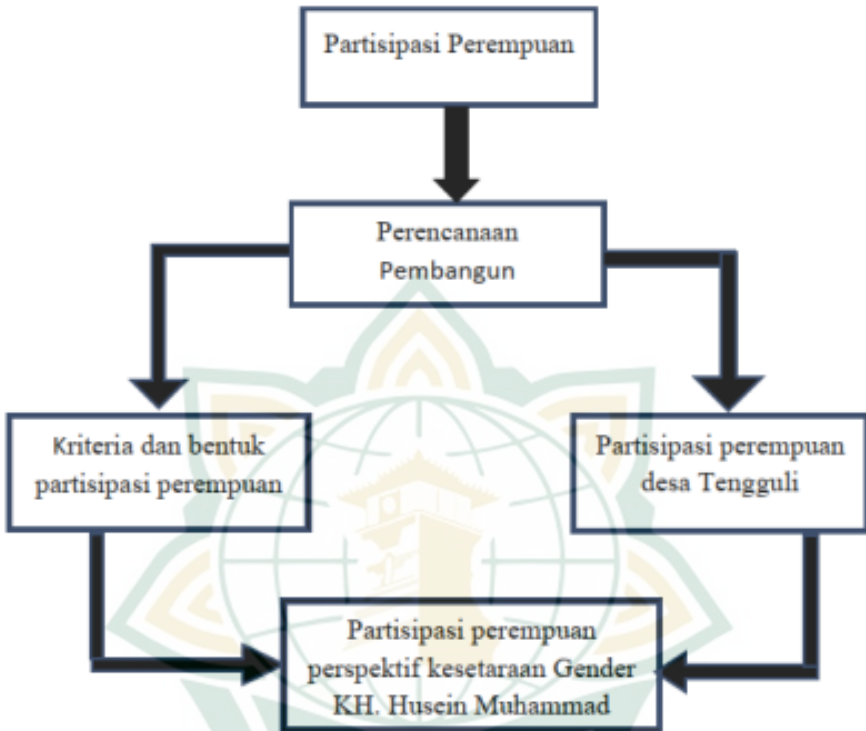 Partisipasi Perempuan
Perencanaan
Pembangun
Kriteria dan bentuk
partisipasi perempuan
Partisipasi perempuan
desa Tengguli
Partisipasi perempuan
perspektif kesetaraan Gender
KH. Husein Muhammad